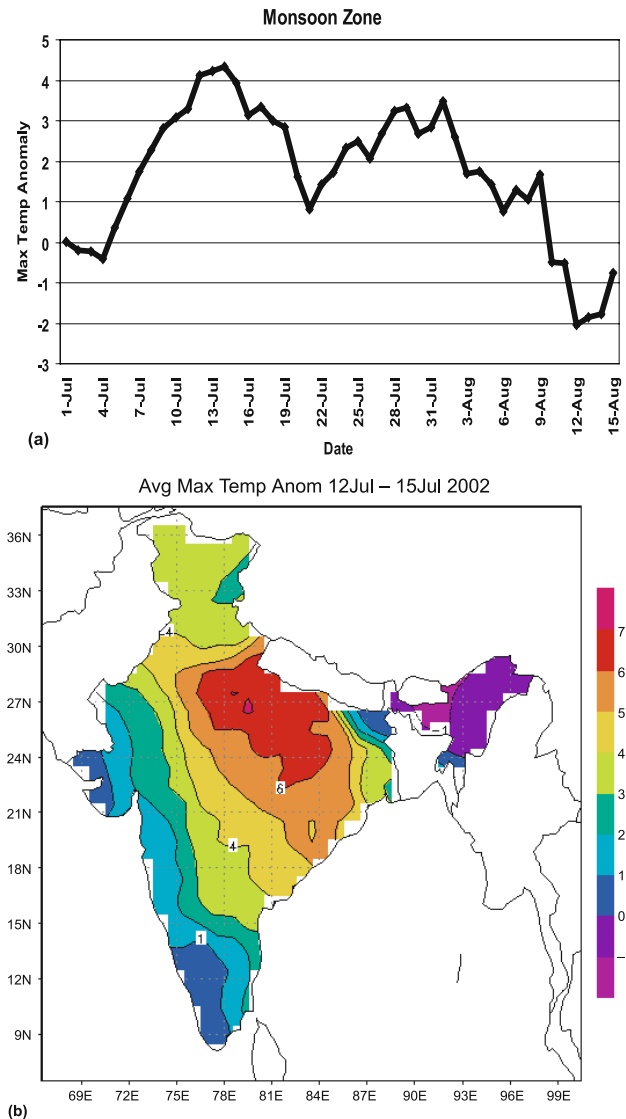 Monsoon Zone
5
4
3
2
1
0
-1
-2
-3
Max Temp Anomaly
1-Jul
4-Jul
7-Jul
10-Jul
13-Jul
16-Jul
19-Jul
22-Jul
25-Jul
28-Jul
31-Jul
3-Aug
6-Aug
9-Aug
12-Aug
15-Aug
(a)
Date
Avg Max Temp Anom 12Jul – 15Jul 2002
36N
33N
30N
27N
24N
21N
18N
15N
12N
9N
4
6
4
1
–1
7
6
5
4
3
2
1
0
–
69E 72E 75E 78E 81E 84E 87E 90E 93E 96E 99E
(b)